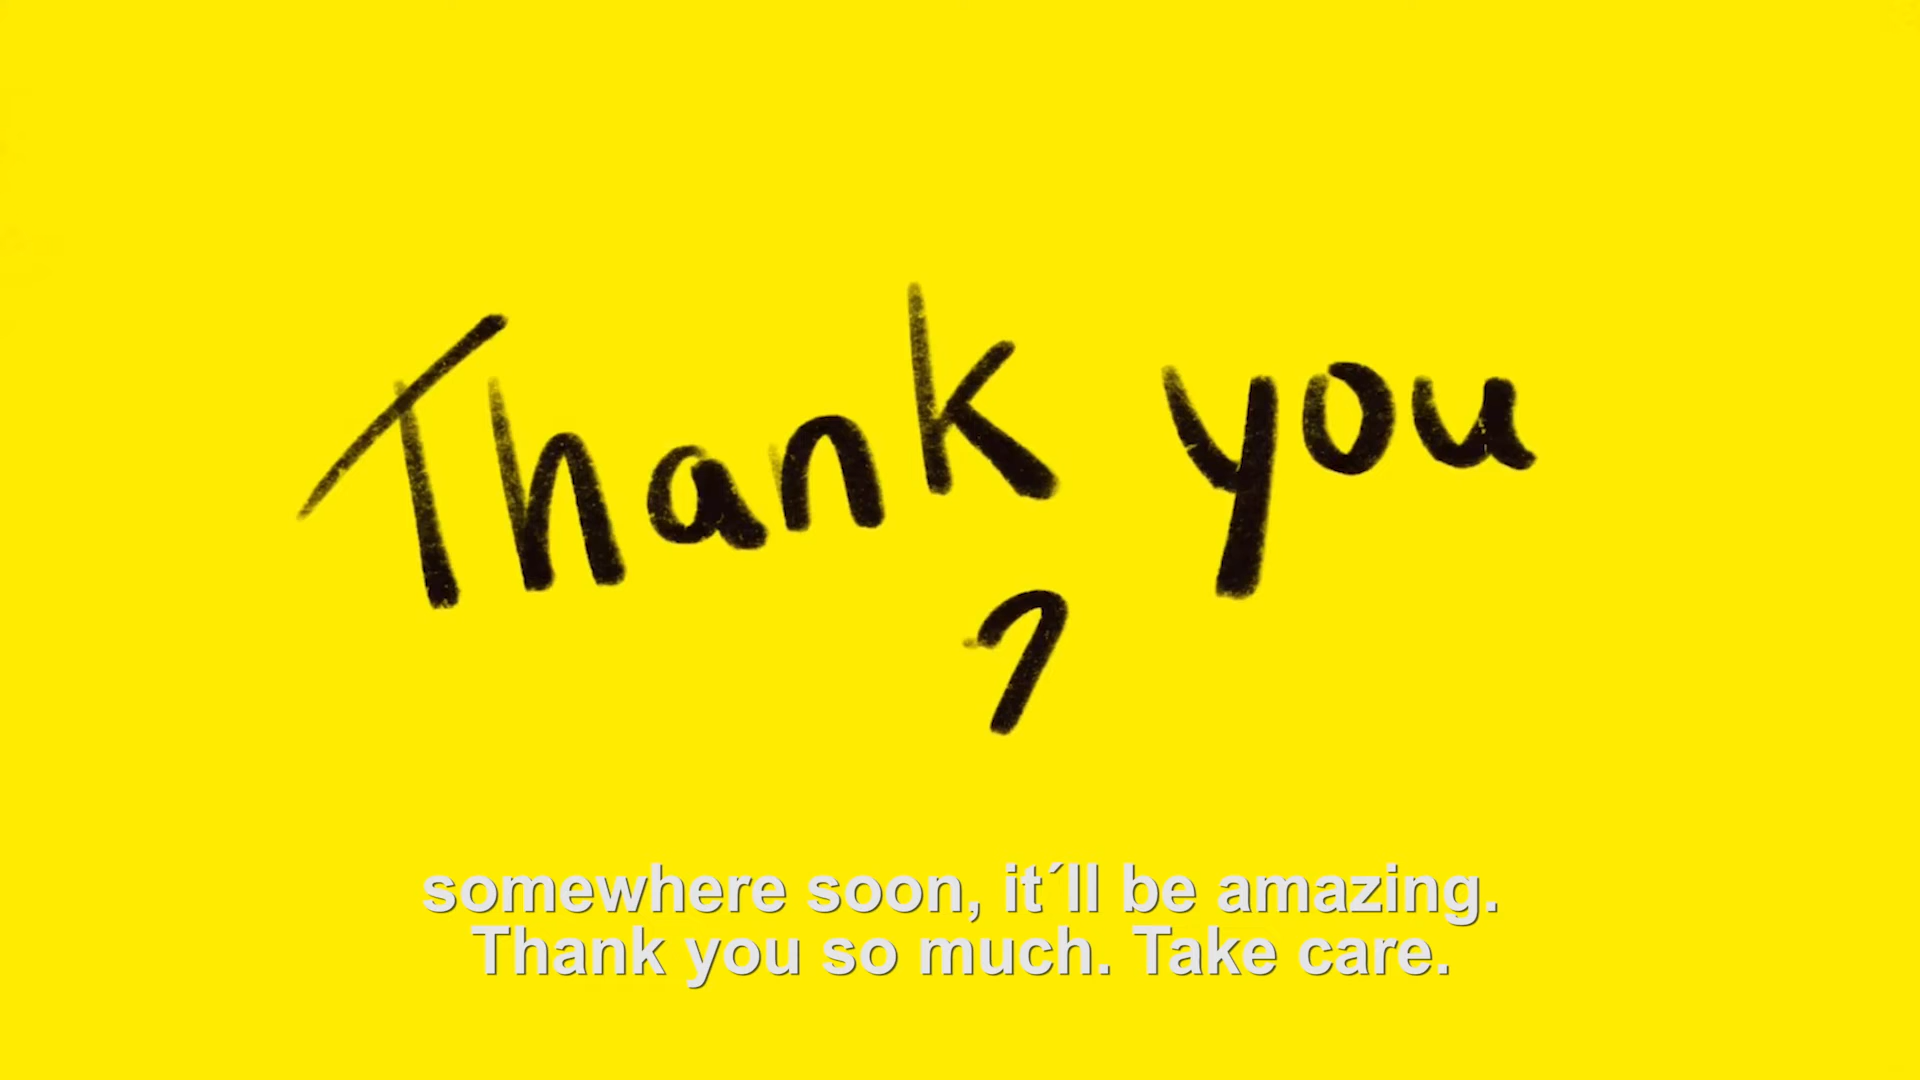 Thank you
somewhere soon, it´ll be amazing.
Thank you so much. Take care.